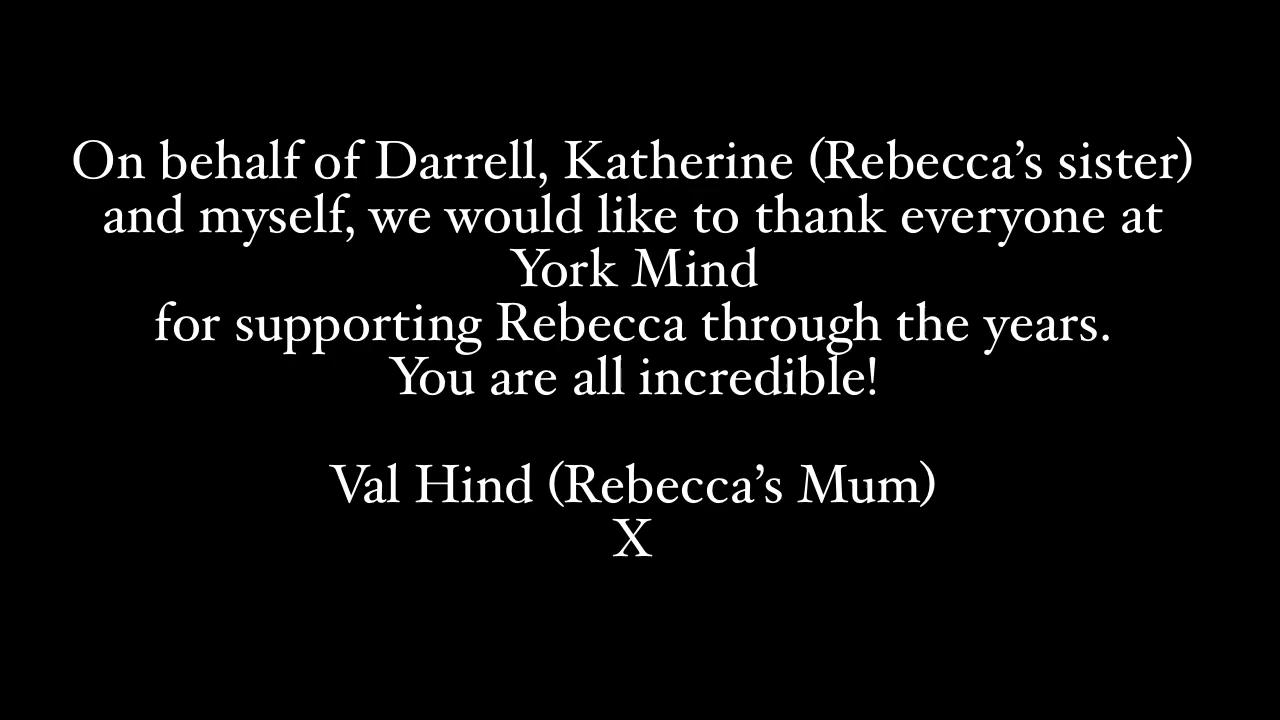 On behalf of Darrell, Katherine (Rebecca’s sister)
and myself, we would like to thank everyone at
York Mind
for supporting Rebecca through the years.
You are all incredible!
Val Hind (Rebecca’s Mum)
X